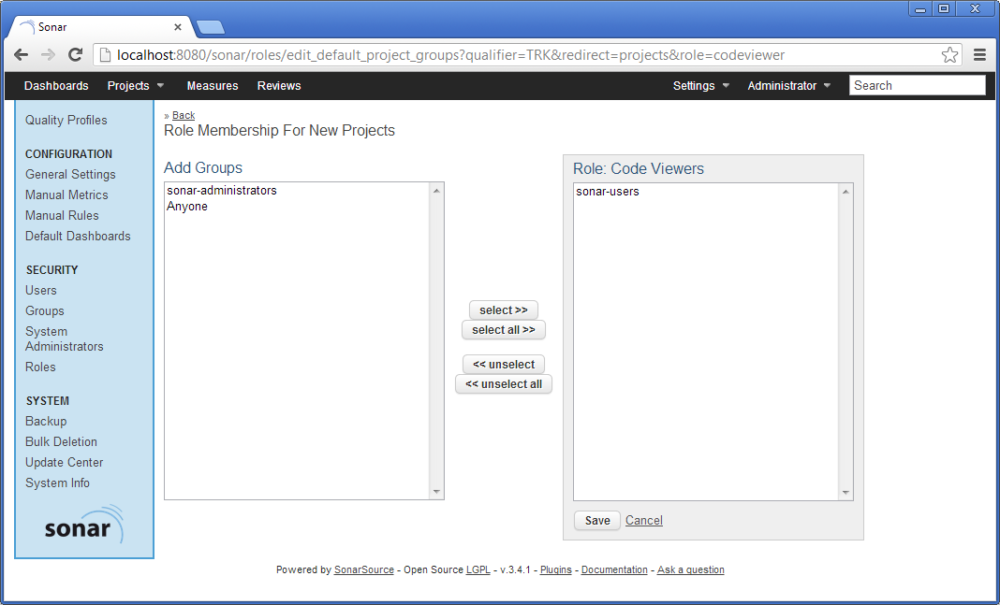 Sonar
localhost:8080/sonar/roles/edit_default_project_groups?qualifier=TRK&redirect=projects&role=codeviewer
Dashboards Projects Measures Reviews Settings Administrator Search
Quality Profiles
CONFIGURATION
General Settings
Manual Metrics
Manual Rules
Default Dashboards
SECURITY
Users
Groups
System
Administrators
Roles
SYSTEM
Backup
Bulk Deletion
Update Center
System Info
sonar
» Back
Role Membership For New Projects
Add Groups
sonar-administrators
Anyone
select >>
select all >>
<< unselect
<< unselect all
Role: Code Viewers
sonar-users
Save Cancel
Powered by SonarSource - Open Source LGPL - v.3.4.1 - Plugins - Documentation - Ask a question